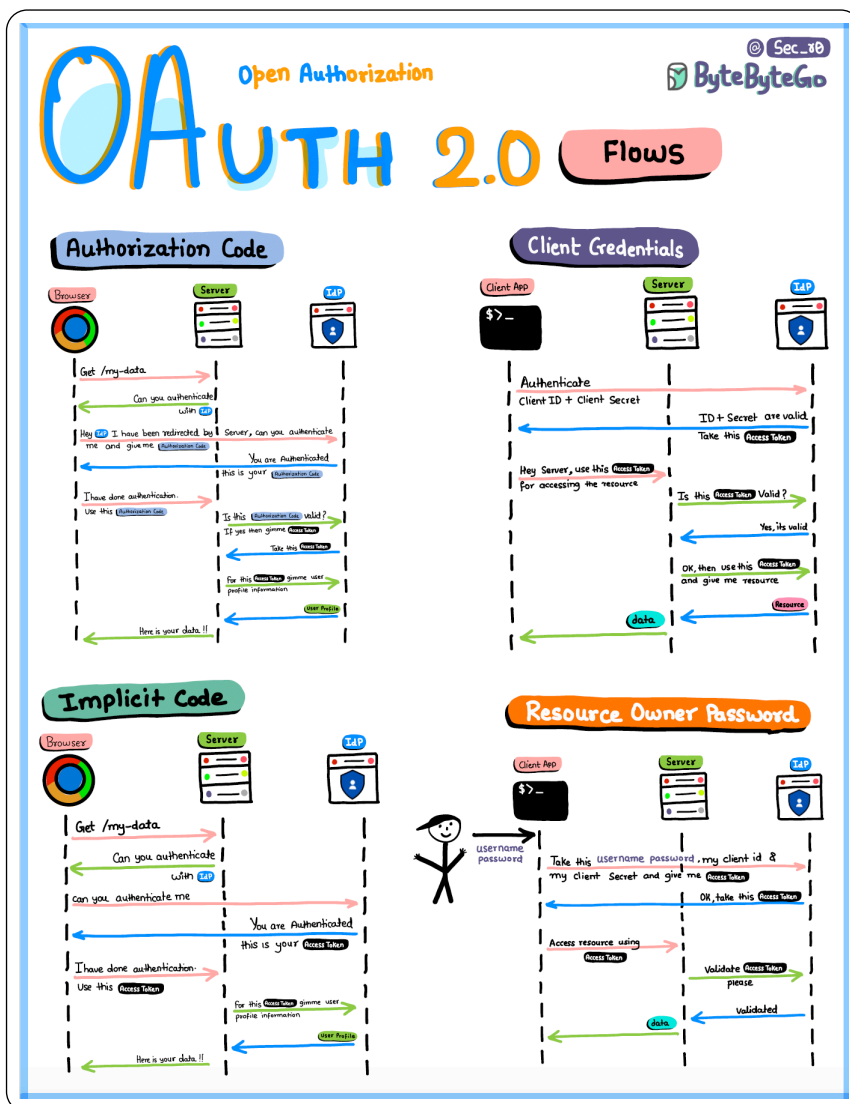 @ Sec_r0
ByteByteGo
Open Authorization
OAUTH 2.0
Flows
Authorization Code
Browser
Server
IdP
Get /my-data
Can you authenticate
with IdP
Hey IdP I have been redirected by Server, can you authenticate
me and give me Authorization Code
You are Authenticated
this is your Authorization Code
I have done authentication.
Use this Authorization Code
Is this Authorization Code valid?
If yes then gimme Access Token
Take this Access Token
For this Access Token gimme user
profile information
User Profile
Here is your data !!
Client Credentials
Client App
Server
IdP
$>_
Authenticate
Client ID + Client Secret
ID + Secret are valid
Take this Access Token
Hey Server, use this Access Token
for accessing the resource
Is this Access Token Valid?
Yes, its valid
OK, then use this Access Token
and give me resource
Resource
data
Implicit Code
Browser
Server
IdP
Get /my-data
Can you authenticate
with IdP
can you authenticate me
You are Authenticated
this is your Access Token
I have done authentication.
Use this Access Token
For this Access Token gimme user
profile information
User Profile
Here is your data !!
Resource Owner Password
Client App
Server
IdP
$>_
username
password
Take this username password, my client id &
my client Secret and give me Access Token
OK, take this Access Token
Access resource using
Access Token
Validate Access Token
please
validated
data